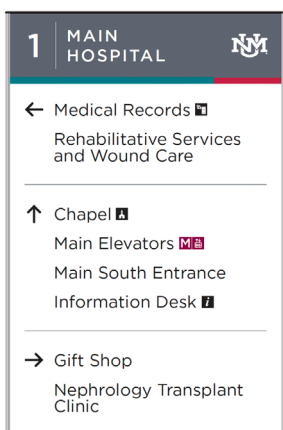 1 MAIN HOSPITAL
UNM
← Medical Records
Rehabilitative Services
and Wound Care
↑ Chapel
Main Elevators M
Main South Entrance
Information Desk i
→ Gift Shop
Nephrology Transplant
Clinic